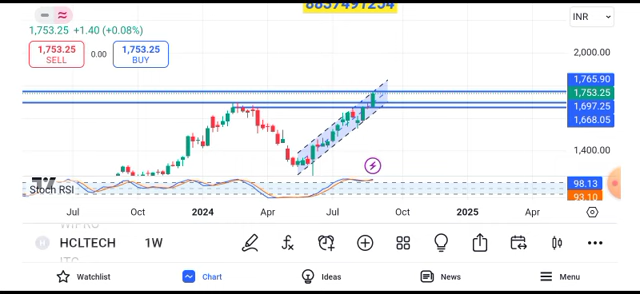 8837491254
INR
1,753.25 +1.40 (+0.08%)
1,753.25
SELL
0.00
1,753.25
BUY
2,000.00
1,765.90
1,753.25
1,697.25
1,668.05
1,400.00
Stoch RSI
98.13
93.10
Jul
Oct
2024
Apr
Jul
Oct
2025
Apr
WIPRO
H
HCLTECH
1W
ITC
Watchlist
Chart
Ideas
News
Menu